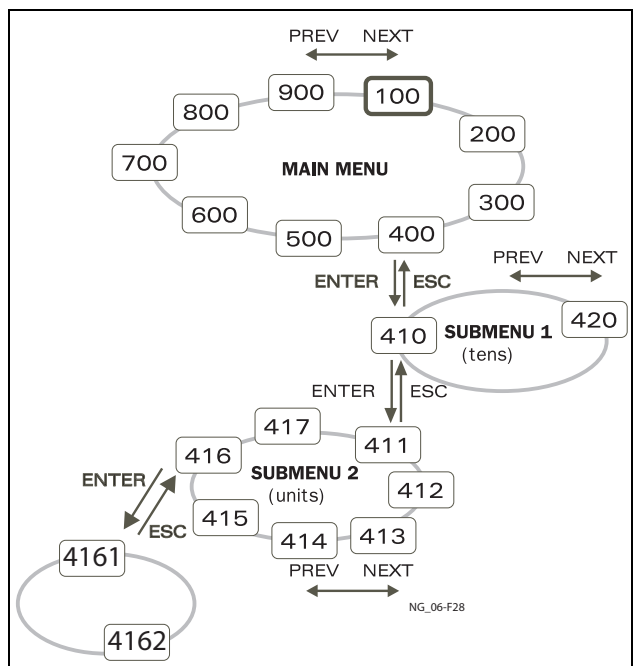 PREV NEXT
900 100
800 200
700 MAIN MENU
600 300
500 400
ENTER ESC
PREV NEXT
410 SUBMENU 1 420
(tens)
ENTER ESC
417 411
416 SUBMENU 2 412
(units)
415 414 413
ENTER ESC
PREV NEXT
4161
4162
NG_06-F28